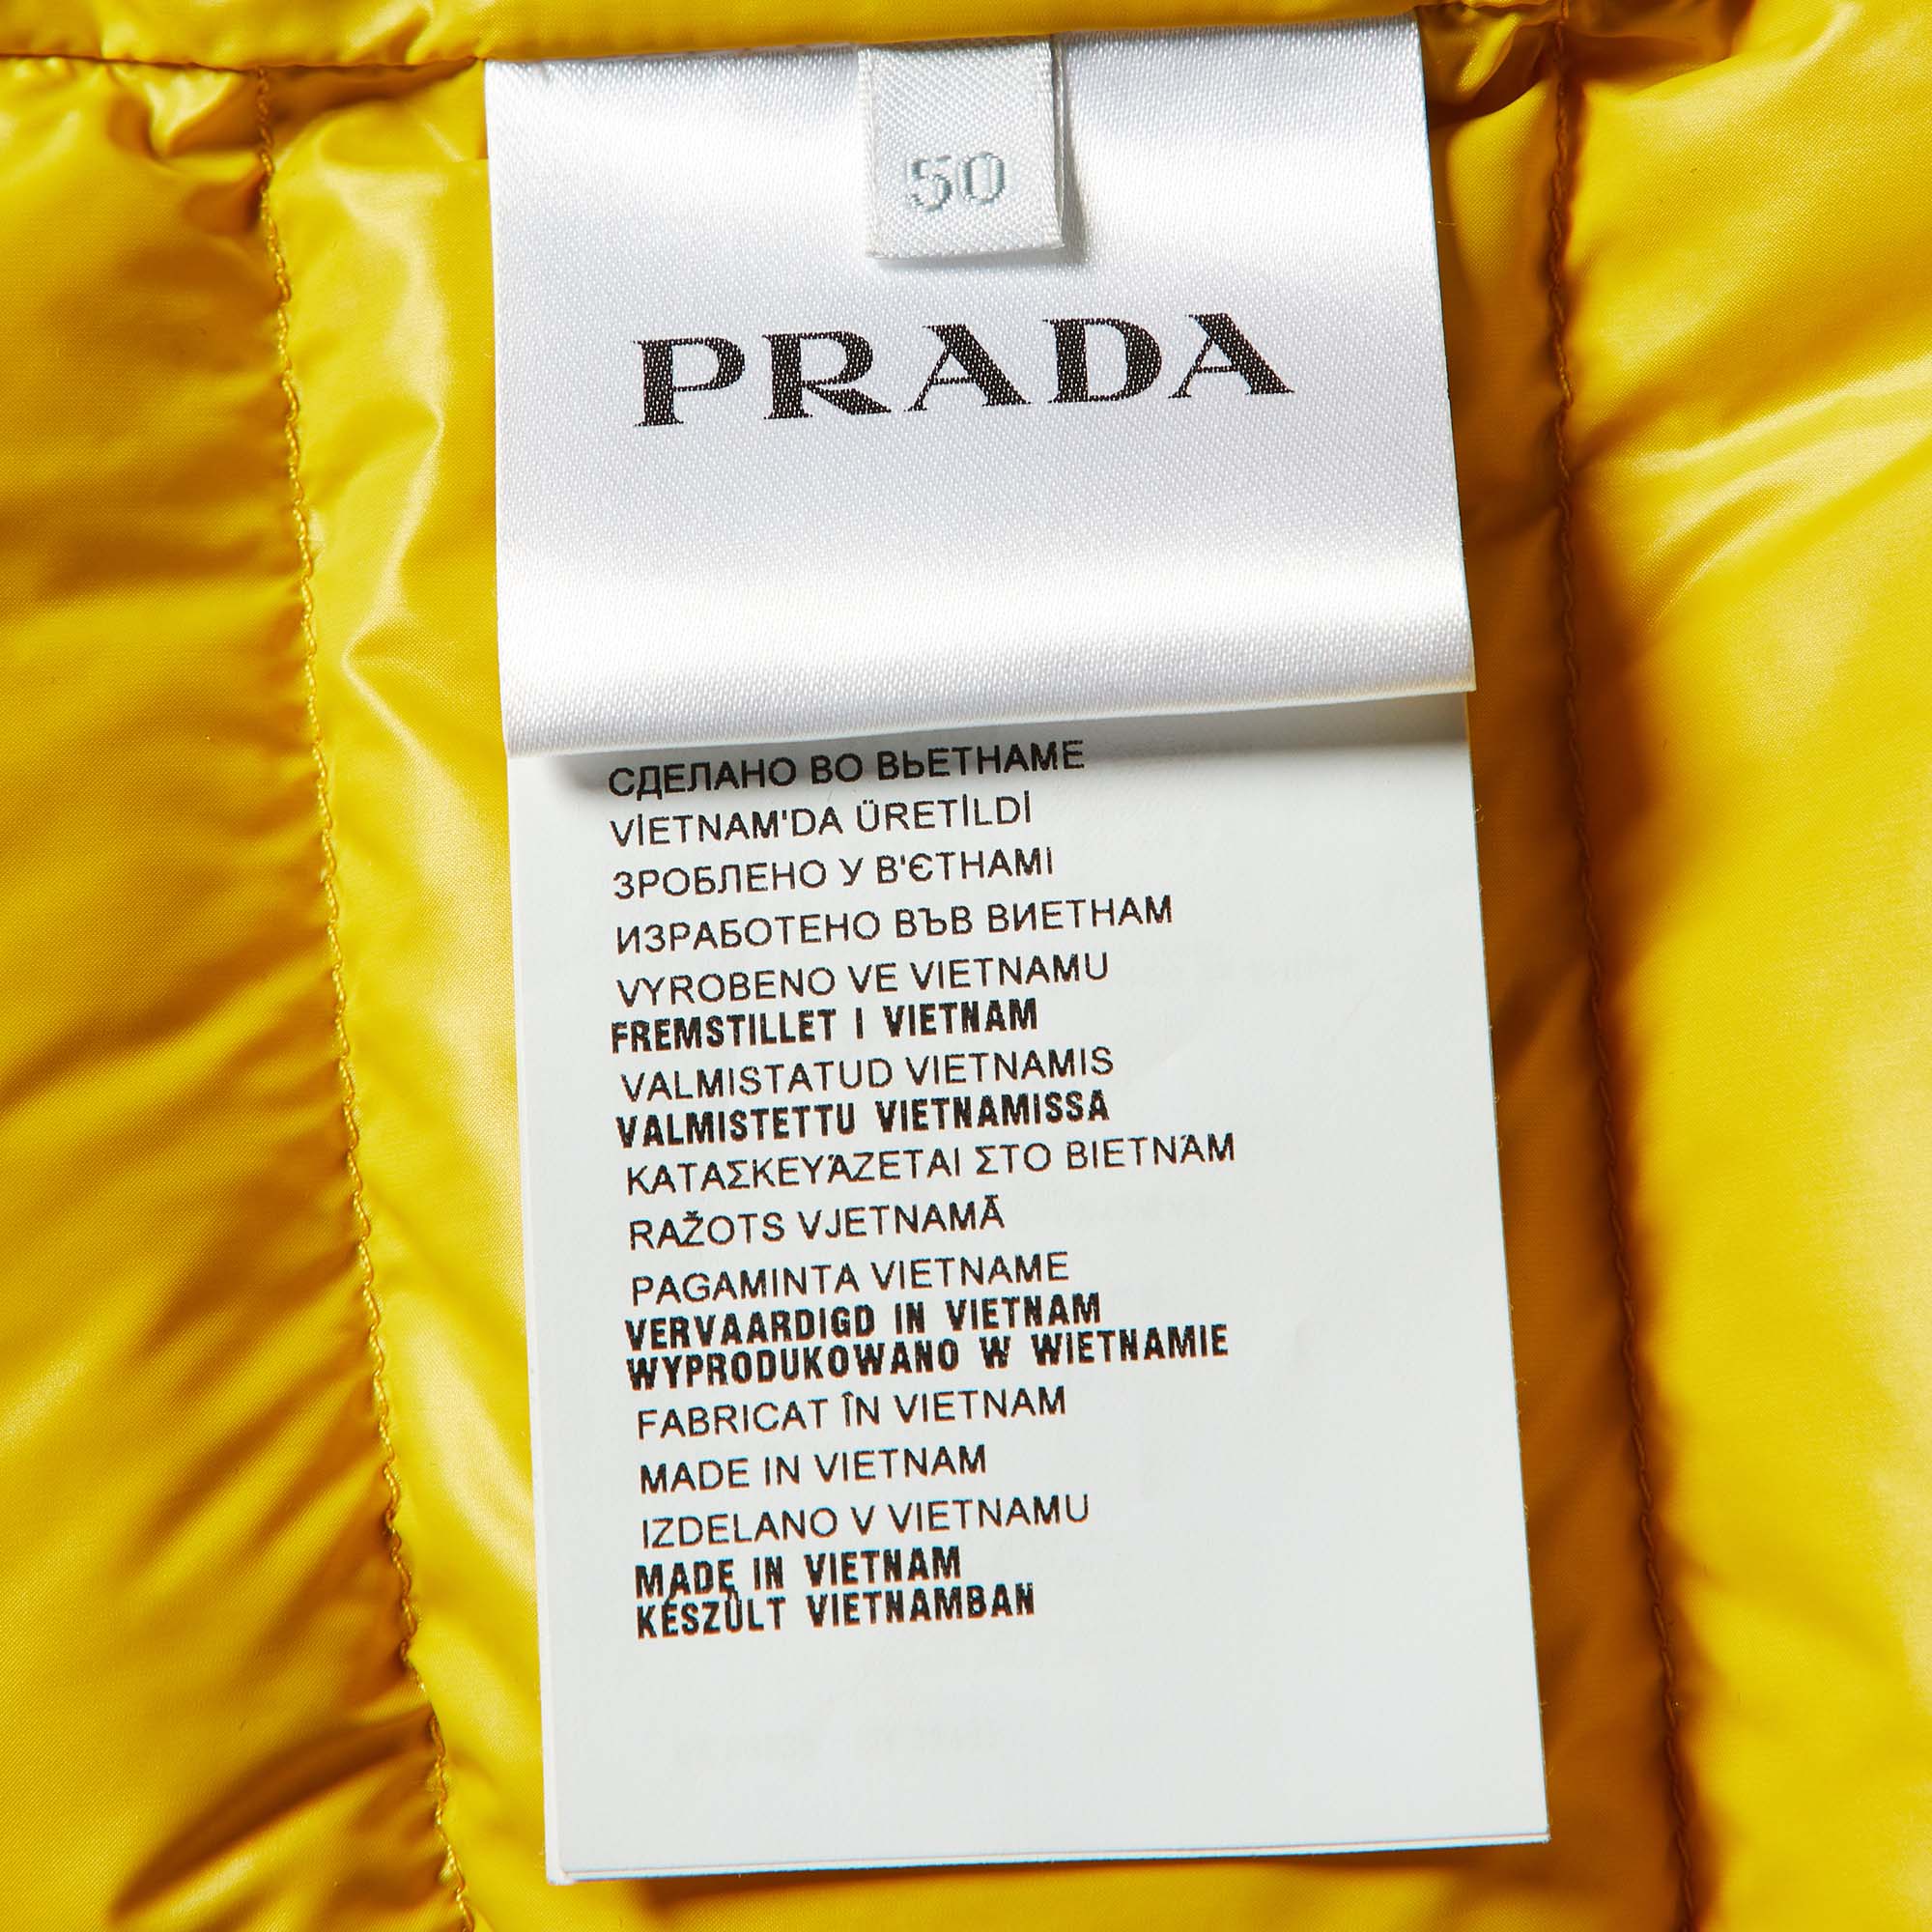 50
PRADA
СДЕЛАНО ВО ВЬЕТНАМЕ
VİETNAM'DA ÜRETİLDİ
ЗРОБЛЕНО У В'ЄТНАМІ
ИЗРАБОТЕНО ВЪВ ВИЕТНАМ
VYROBENO VE VIETNAMU
FREMSTILLET I VIETNAM
VALMISTATUD VIETNAMIS
VALMISTETTU VIETNAMISSA
ΚΑΤΑΣΚΕΥΆΖΕΤΑΙ ΣΤΟ ΒΙΕΤΝΆΜ
RAŽOTS VJETNAMĀ
PAGAMINTA VIETNAME
VERVAARDIGD IN VIETNAM
WYPRODUKOWANO W WIETNAMIE
FABRICAT ÎN VIETNAM
MADE IN VIETNAM
IZDELANO V VIETNAMU
MADE IN VIETNAM
KÉSZÜLT VIETNAMBAN